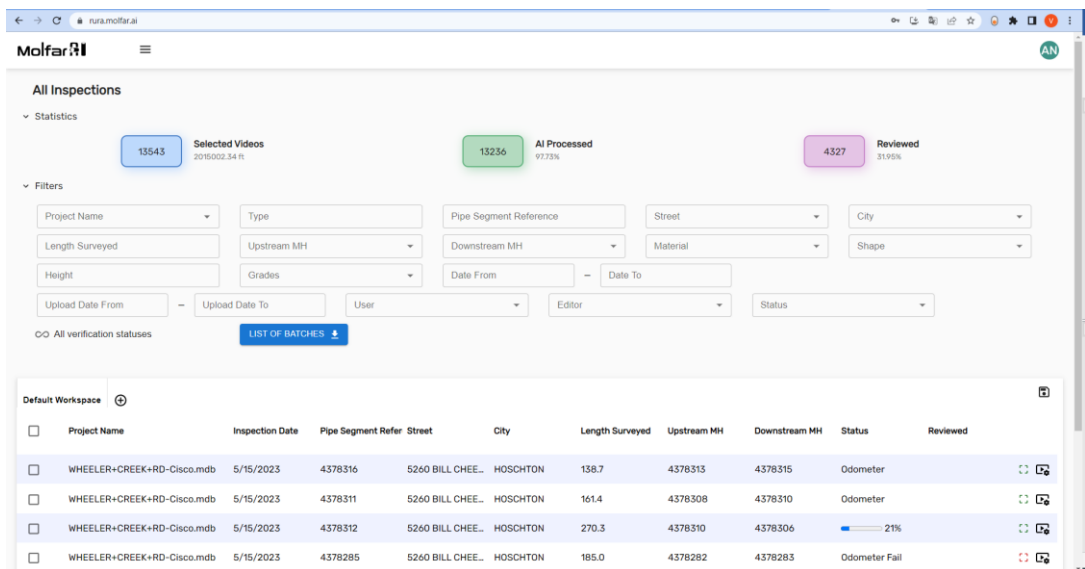 rura.molfar.ai
V
MolfarAI
AN
All Inspections
Statistics
13543 Selected Videos 2015002.34 ft 13236 AI Processed 97.73% 4327 Reviewed 31.95%
Filters
Project Name Type Pipe Segment Reference Street City
Length Surveyed Upstream MH Downstream MH Material Shape
Height Grades Date From – Date To
Upload Date From – Upload Date To User Editor Status
All verification statuses LIST OF BATCHES
Default Workspace
Project Name Inspection Date Pipe Segment Refer Street City Length Surveyed Upstream MH Downstream MH Status Reviewed
WHEELER+CREEK+RD-Cisco.mdb 5/15/2023 4378316 5260 BILL CHEE... HOSCHTON 138.7 4378313 4378315 Odometer
WHEELER+CREEK+RD-Cisco.mdb 5/15/2023 4378311 5260 BILL CHEE... HOSCHTON 161.4 4378308 4378310 Odometer
WHEELER+CREEK+RD-Cisco.mdb 5/15/2023 4378312 5260 BILL CHEE... HOSCHTON 270.3 4378310 4378306 21%
WHEELER+CREEK+RD-Cisco.mdb 5/15/2023 4378285 5260 BILL CHEE... HOSCHTON 185.0 4378282 4378283 Odometer Fail